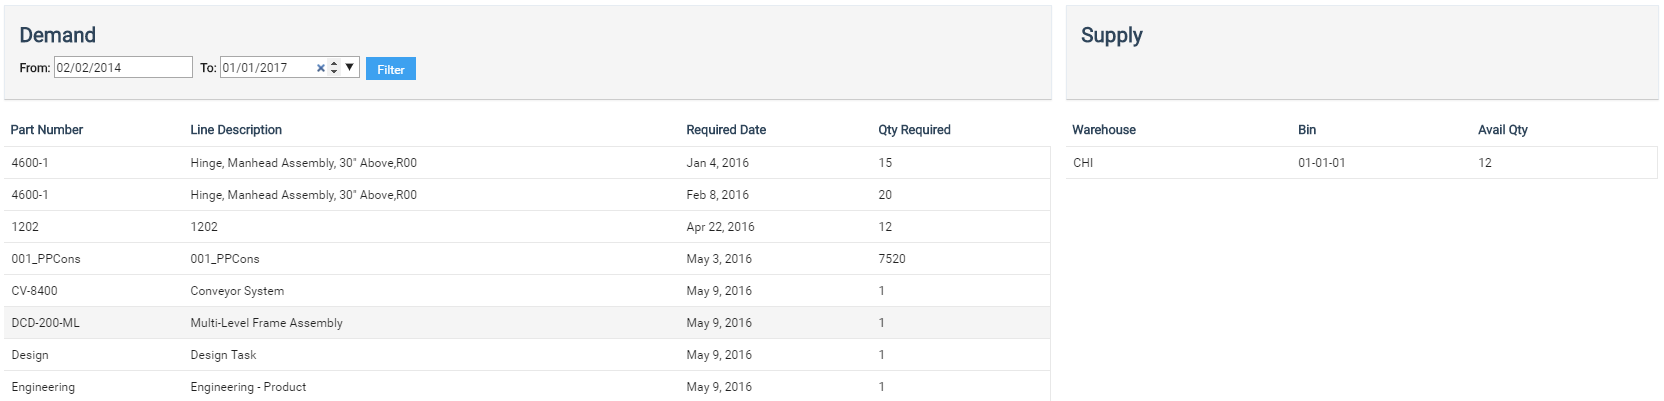 Demand
From: 02/02/2014 To: 01/01/2017 Filter
Part Number Line Description Required Date Qty Required
4600-1 Hinge, Manhead Assembly, 30" Above,R00 Jan 4, 2016 15
4600-1 Hinge, Manhead Assembly, 30" Above,R00 Feb 8, 2016 20
1202 1202 Apr 22, 2016 12
001_PPCons 001_PPCons May 3, 2016 7520
CV-8400 Conveyor System May 9, 2016 1
DCD-200-ML Multi-Level Frame Assembly May 9, 2016 1
Design Design Task May 9, 2016 1
Engineering Engineering - Product May 9, 2016 1
Supply
Warehouse Bin Avail Qty
CHI 01-01-01 12